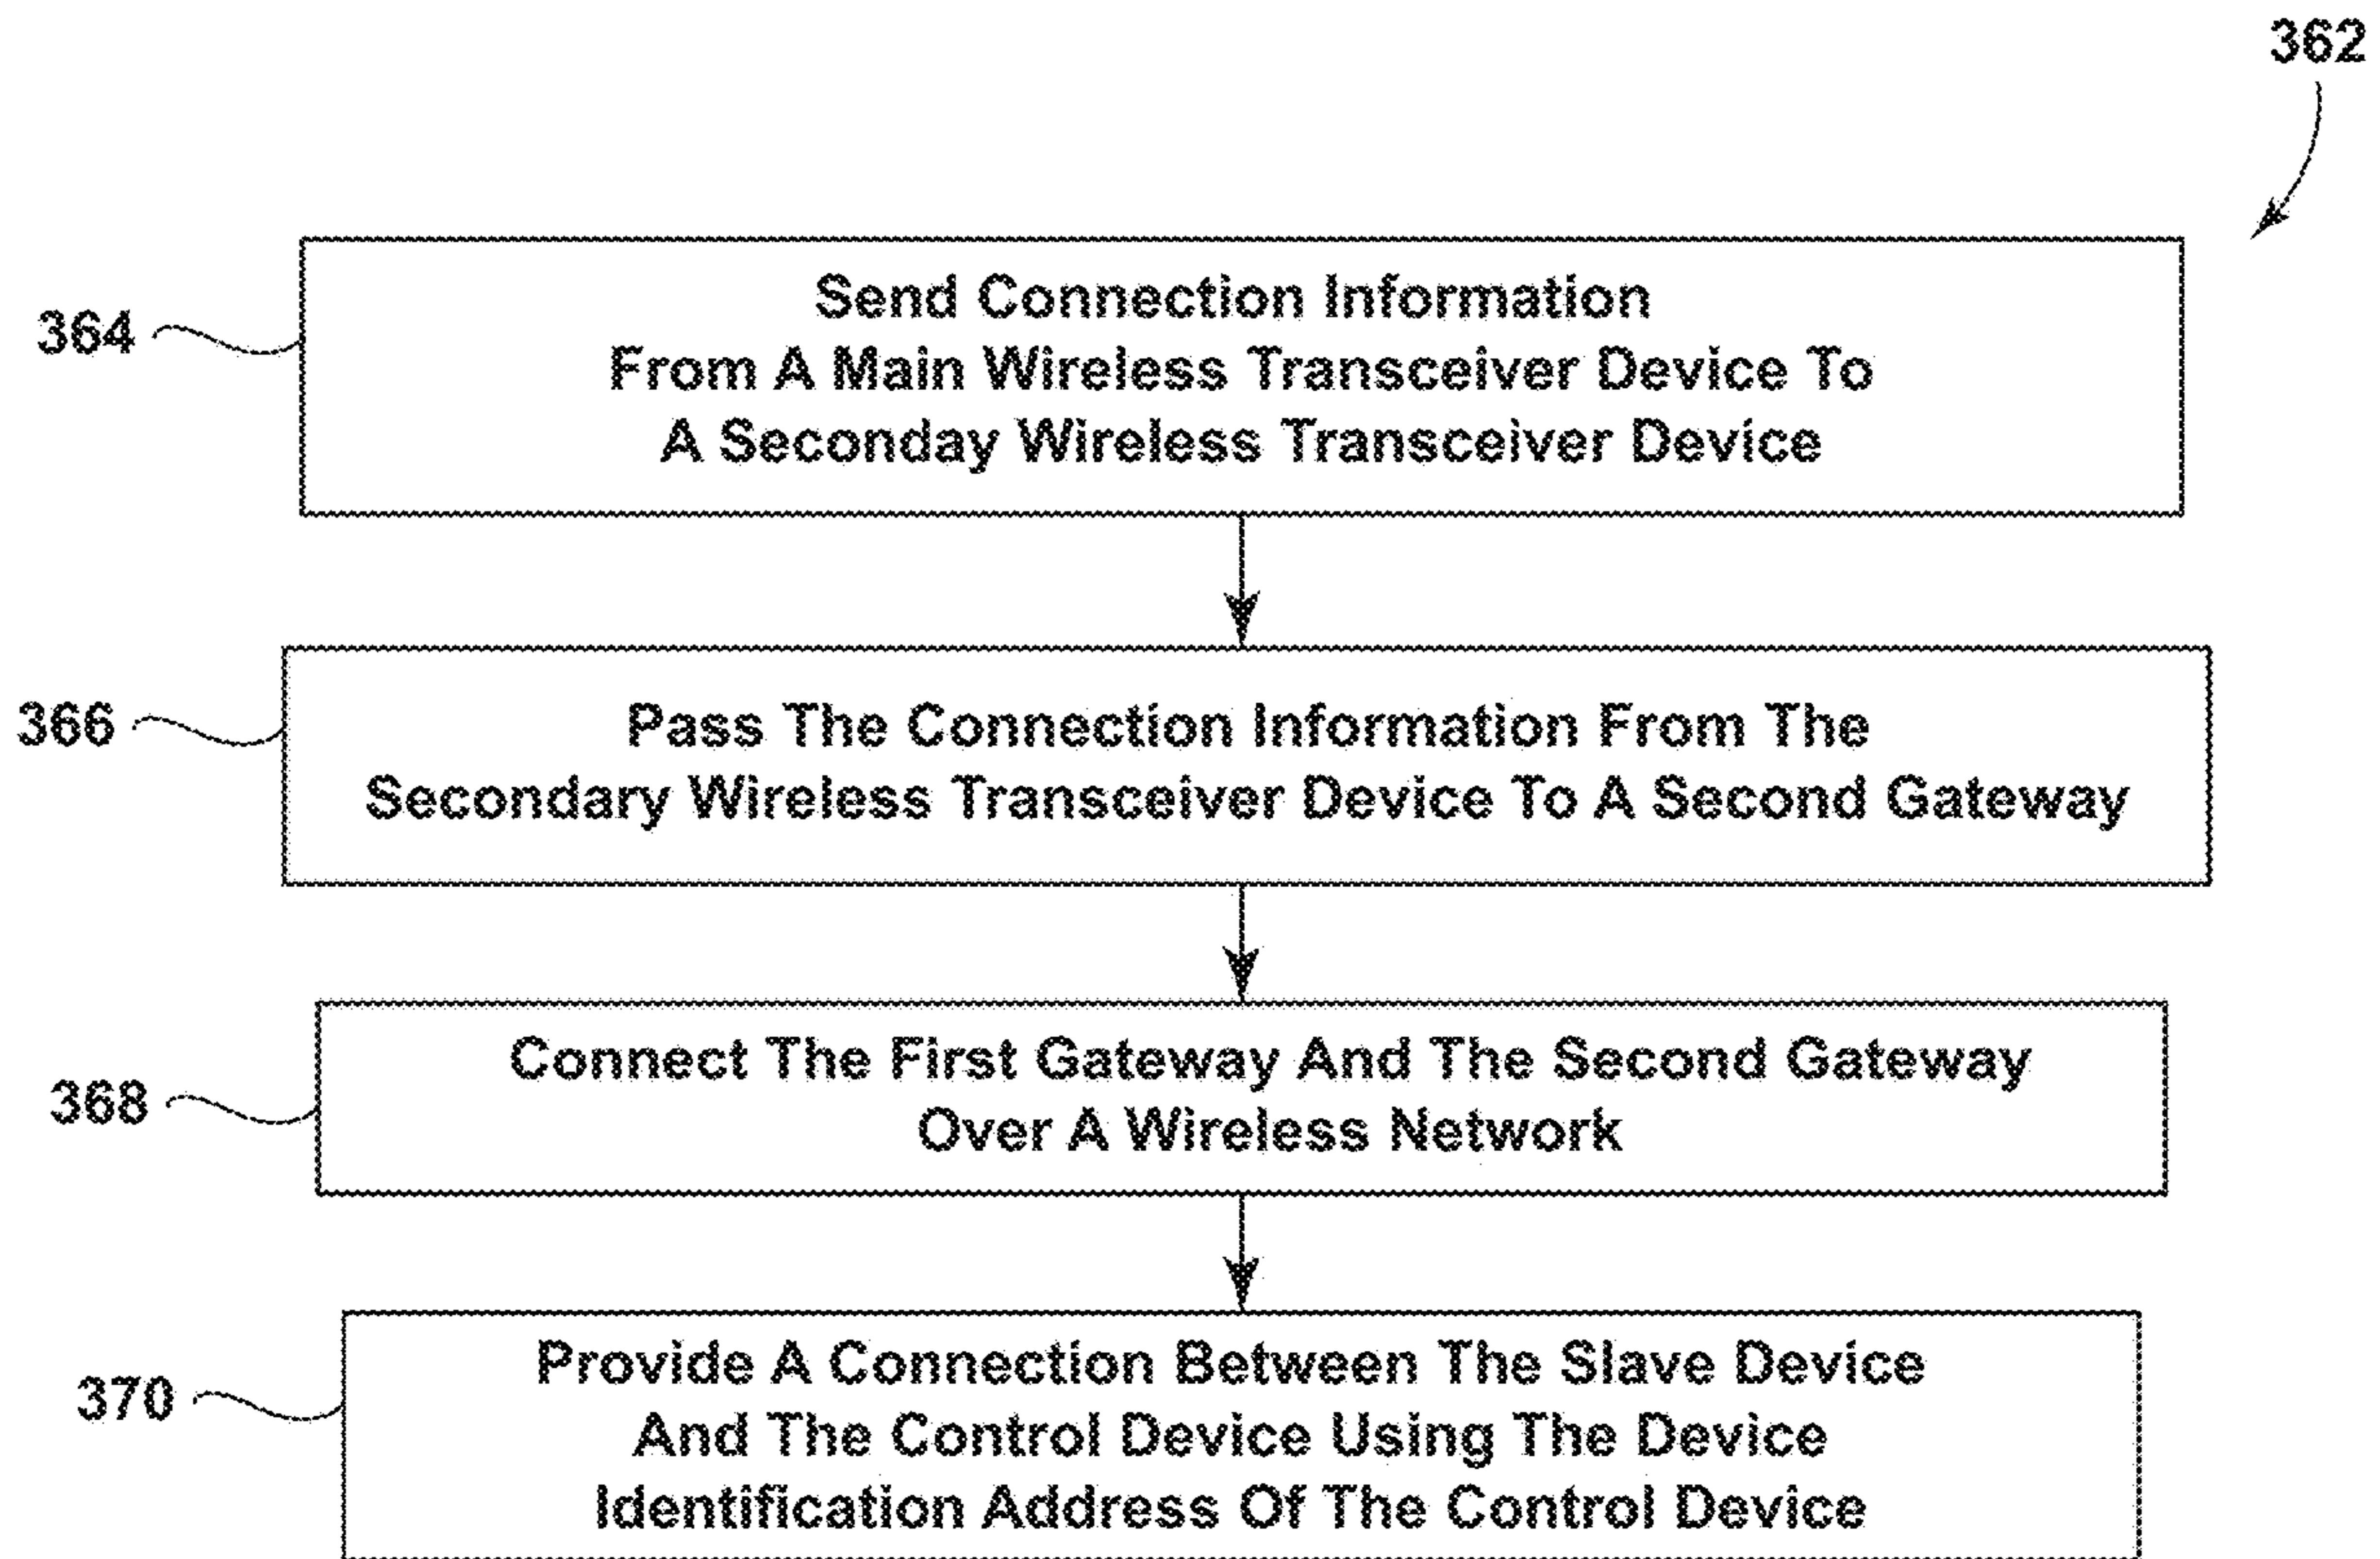 362
364
Send Connection Information
From A Main Wireless Transceiver Device To
A Seconday Wireless Transceiver Device
366
Pass The Connection Information From The
Secondary Wireless Transceiver Device To A Second Gateway
368
Connect The First Gateway And The Second Gateway
Over A Wireless Network
370
Provide A Connection Between The Slave Device
And The Control Device Using The Device
Identification Address Of The Control Device